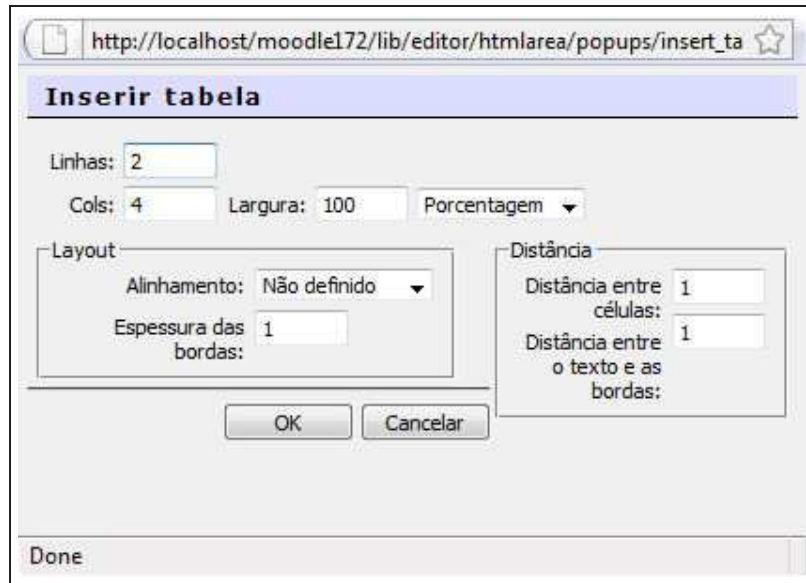 http://localhost/moodle172/lib/editor/htmlarea/popups/insert_ta
Inserir tabela
Linhas: 2
Cols: 4 Largura: 100 Porcentagem
Layout
Alinhamento: Não definido
Espessura das
bordas: 1
Distância
Distância entre
células: 1
Distância entre
o texto e as
bordas: 1
OK Cancelar
Done